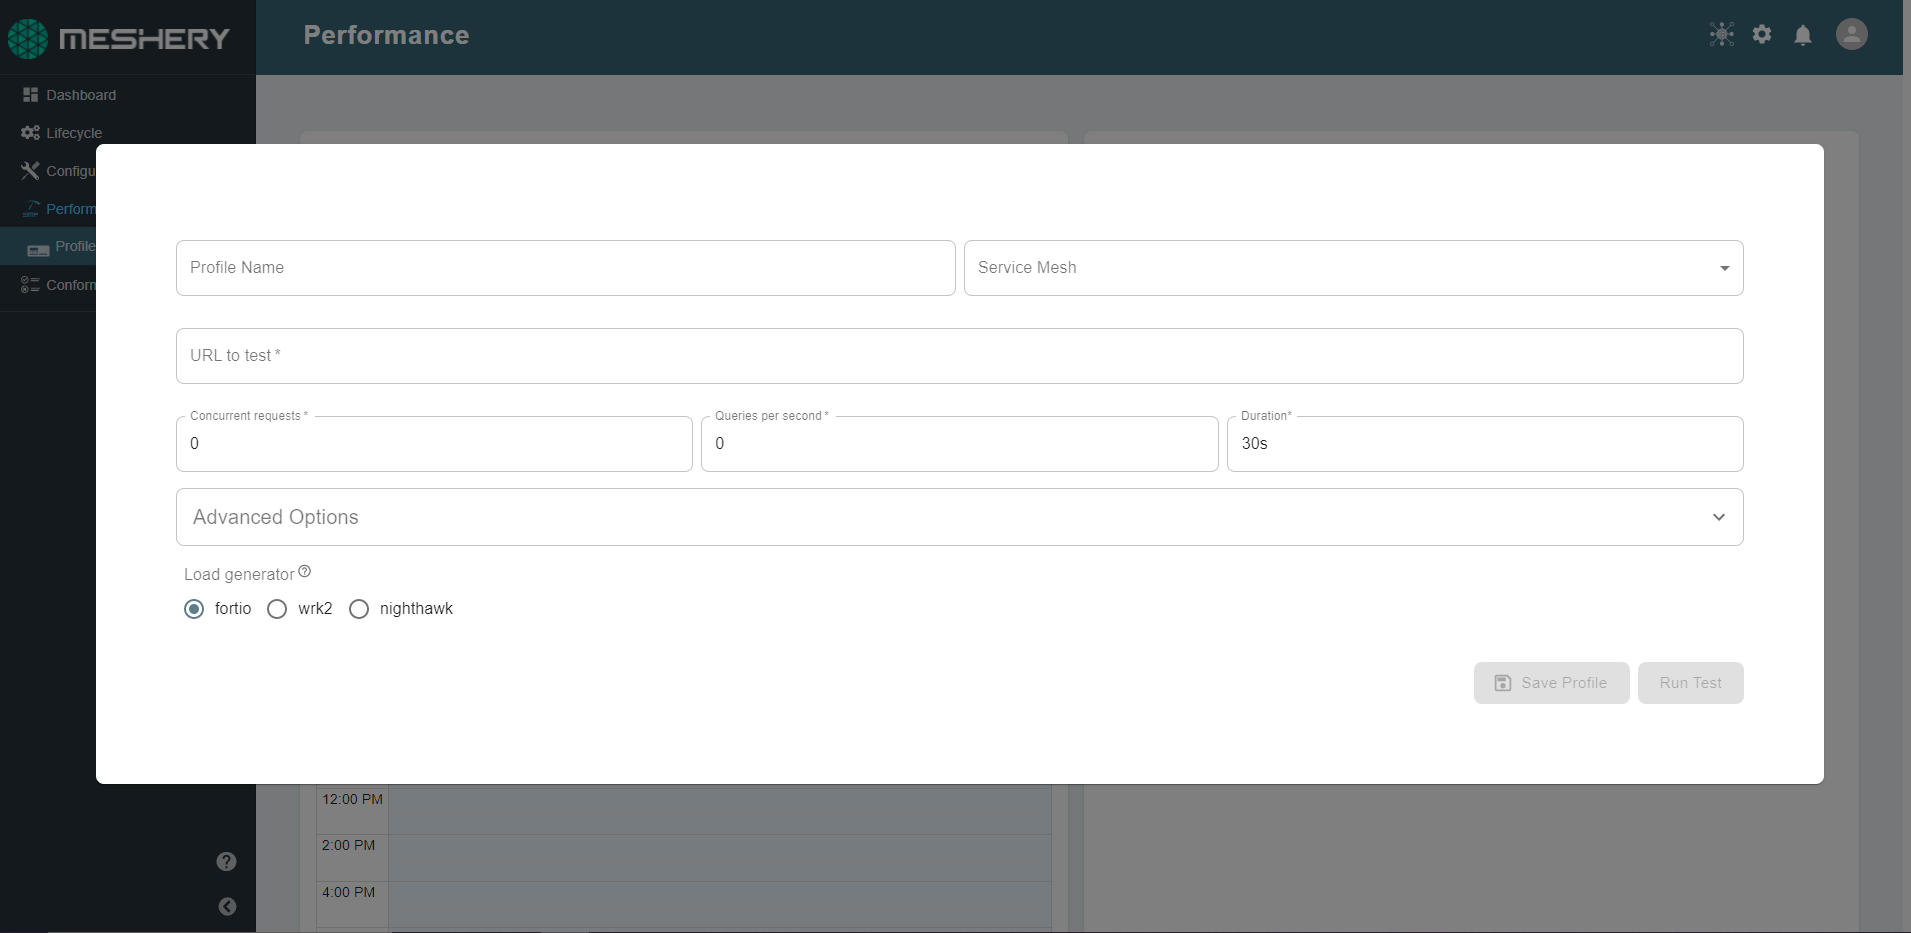 MESHERY
Performance
Dashboard
Lifecycle
Configu
Perform
Profile
Conform
Profile Name
Service Mesh
URL to test *
Concurrent requests *
0
Queries per second *
0
Duration*
30s
Advanced Options
Load generator
fortio
wrk2
nighthawk
Save Profile
Run Test
12:00 PM
2:00 PM
4:00 PM